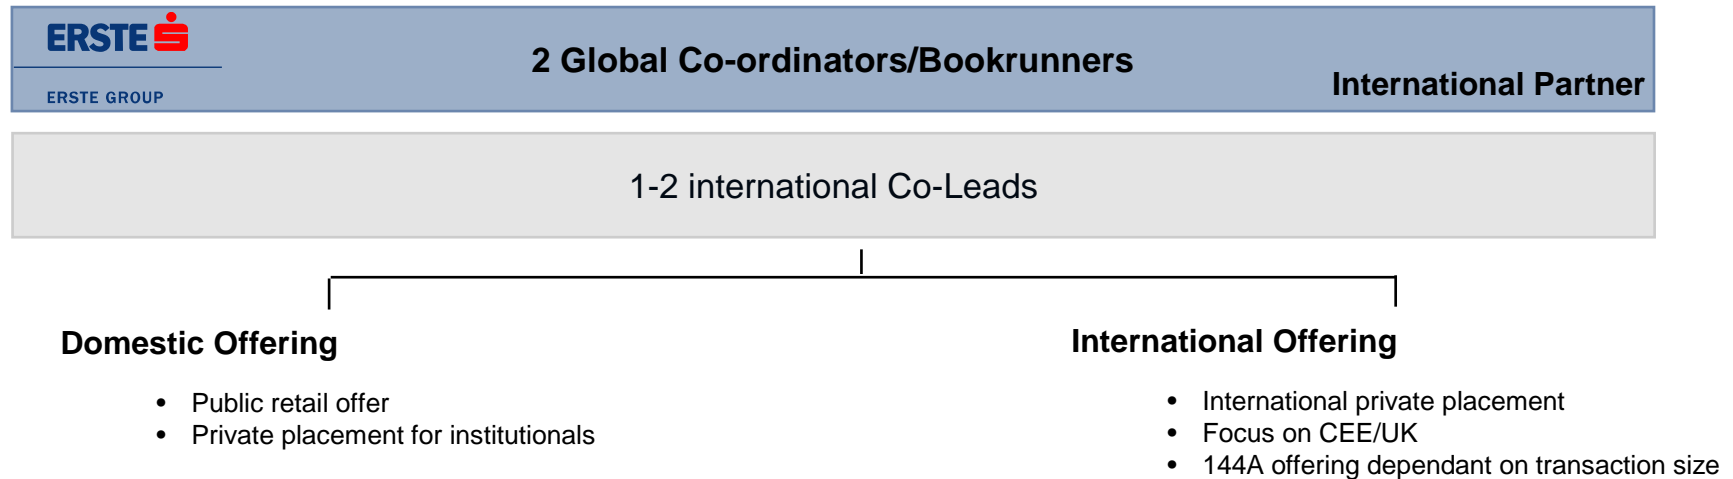 ERSTE
ERSTE GROUP
2 Global Co-ordinators/Bookrunners
International Partner
1-2 international Co-Leads
Domestic Offering
• Public retail offer
• Private placement for institutionals
International Offering
• International private placement
• Focus on CEE/UK
• 144A offering dependant on transaction size